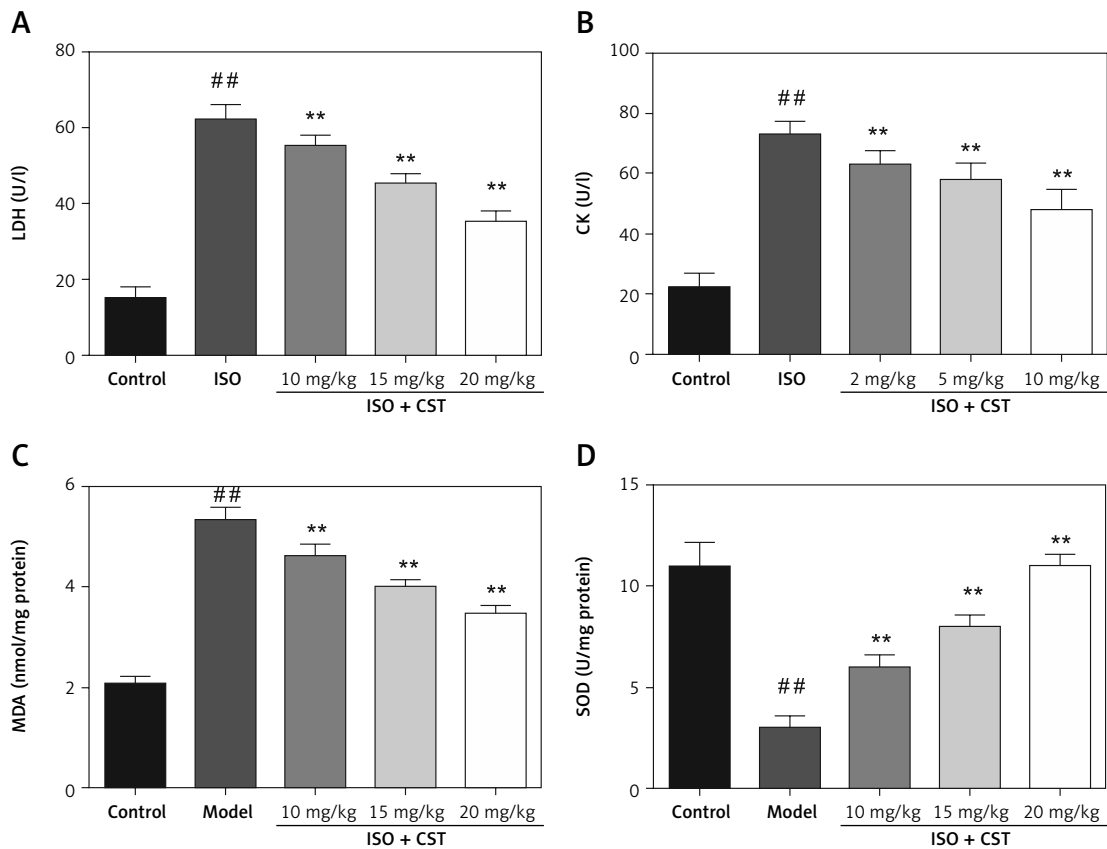 A
LDH (U/l)
80
60
40
20
0
##
**
**
**
Control ISO 10 mg/kg 15 mg/kg 20 mg/kg
ISO + CST
B
CK (U/l)
100
80
60
40
20
0
##
**
**
**
Control ISO 2 mg/kg 5 mg/kg 10 mg/kg
ISO + CST
C
MDA (nmol/mg protein)
6
4
2
0
##
**
**
**
Control Model 10 mg/kg 15 mg/kg 20 mg/kg
ISO + CST
D
SOD (U/mg protein)
15
10
5
0
##
**
**
**
Control Model 10 mg/kg 15 mg/kg 20 mg/kg
ISO + CST